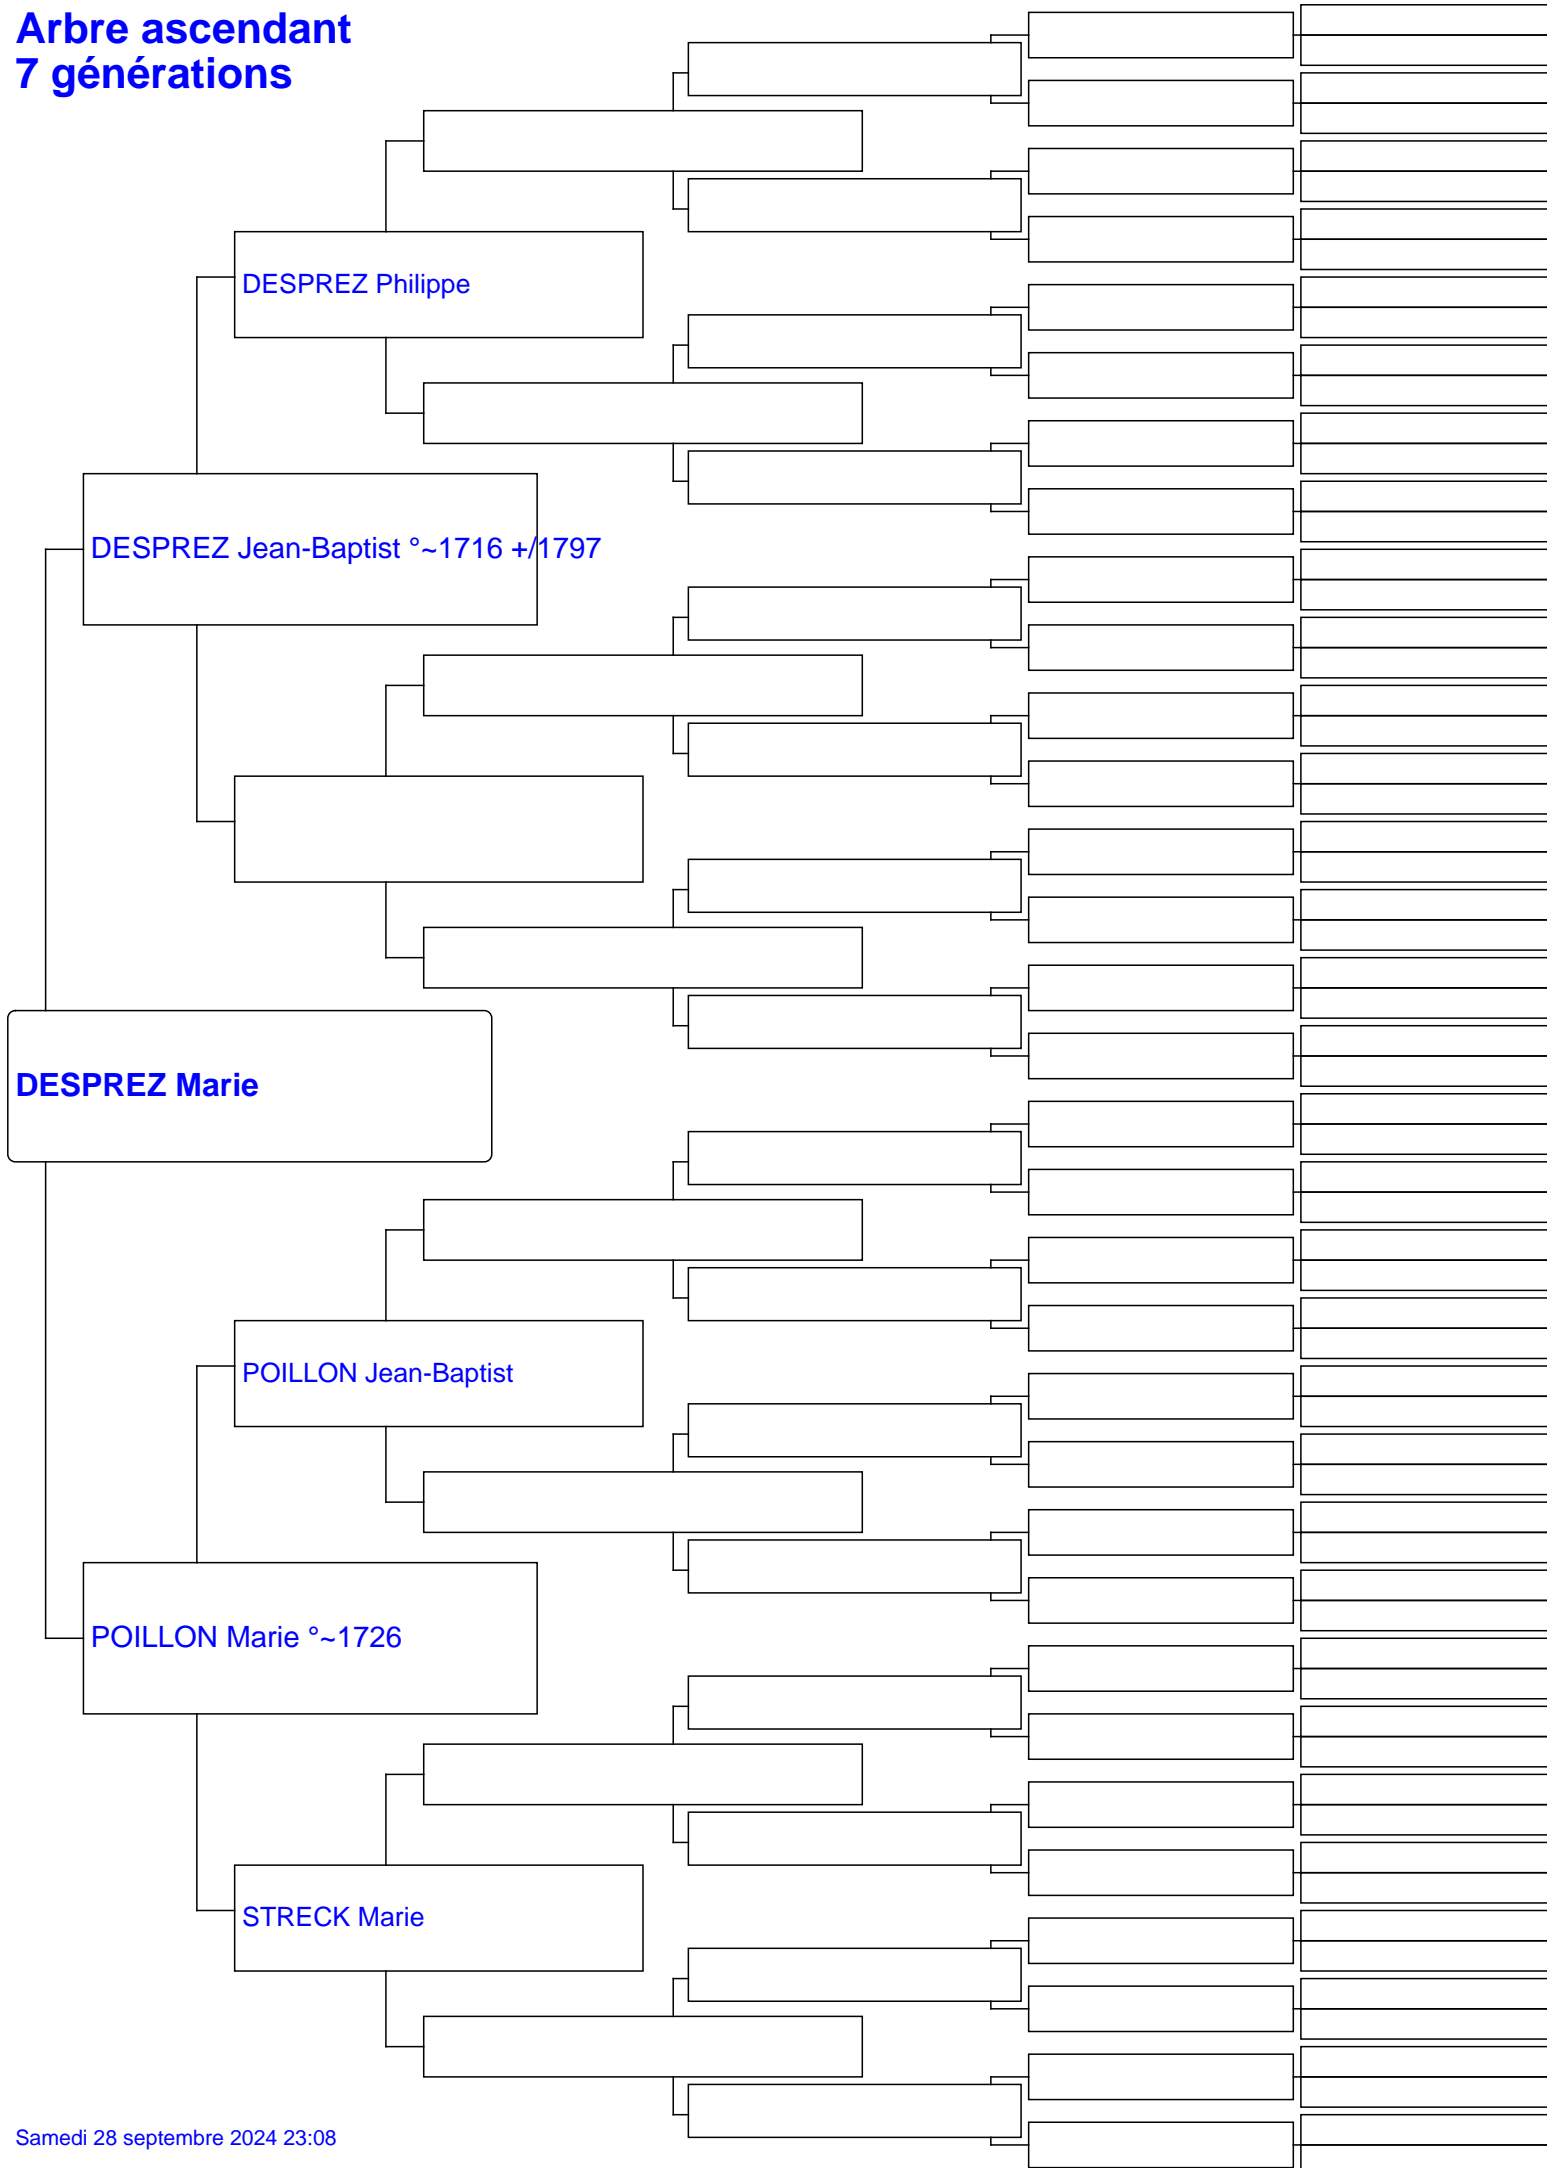 Arbre ascendant
7 générations
DESPREZ Philippe
DESPREZ Jean-Baptist °~1716 +/1797
DESPREZ Marie
POILLON Jean-Baptist
POILLON Marie °~1726
STRECK Marie
Samedi 28 septembre 2024 23:08